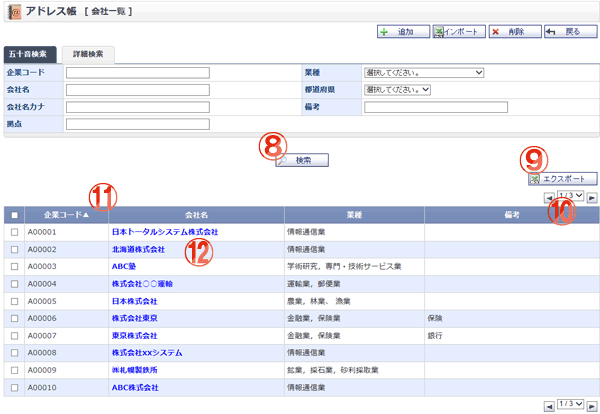 アドレス帳 [ 会社一覧 ]
追加 インポート 削除 戻る
五十音検索 詳細検索
企業コード 業種 選択してください。
会社名 都道府県 選択してください。
会社名カナ 備考
拠点
⑧ 検索
⑨ エクスポート
1 / 3
⑪ ⑩
企業コード▲ 会社名 業種 備考
A00001 日本トータルシステム株式会社 情報通信業
A00002 北海道株式会社 情報通信業
⑫
A00003 ABC塾 学術研究，専門・技術サービス業
A00004 株式会社○○運輸 運輸業，郵便業
A00005 日本株式会社 農業，林業、 漁業
A00006 株式会社東京 金融業，保険業 保険
A00007 東京株式会社 金融業，保険業 銀行
A00008 株式会社xxシステム 情報通信業
A00009 ㈱札幌製鉄所 鉱業，採石業，砂利採取業
A00010 ABC株式会社 情報通信業
1 / 3